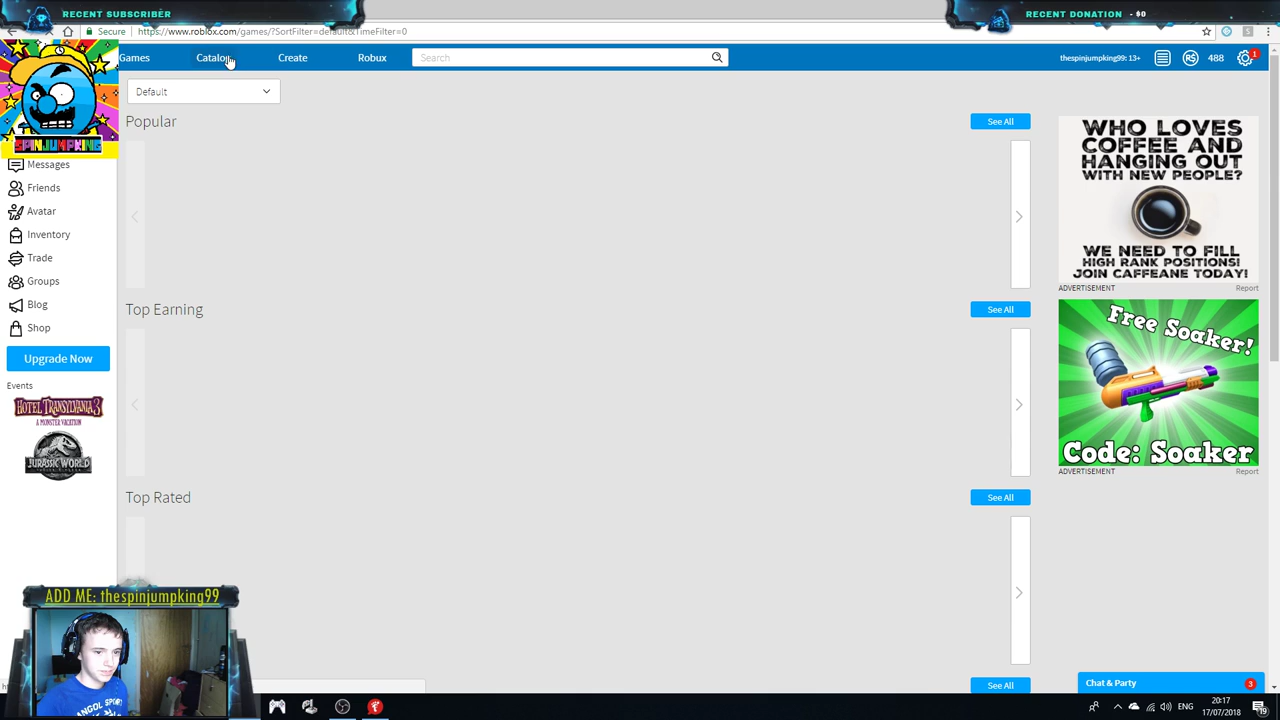 RECENT SUBSCRIBER
RECENT DONATION - $0
Secure
https://www.roblox.com/games/?SortFilter=default&TimeFilter=0
Games
Catalog
Create
Robux
Search
thespinjumpking99: 13+
488
1
SPINJUMPKING
Default
Messages
Friends
Avatar
Inventory
Trade
Groups
Blog
Shop
Upgrade Now
Events
HOTEL TRANSYLVANIA 3
A MONSTER VACATION
JURASSIC WORLD
Popular
See All
Top Earning
See All
Top Rated
See All
See All
WHO LOVES
COFFEE AND
HANGING OUT
WITH NEW PEOPLE?
WE NEED TO FILL
HIGH RANK POSITIONS!
JOIN CAFFEANE TODAY!
ADVERTISEMENT
Report
Free Soaker!
Code: Soaker
ADVERTISEMENT
Report
ADD ME: thespinjumpking99
Chat & Party
3
ENG
20:17
17/07/2018
19